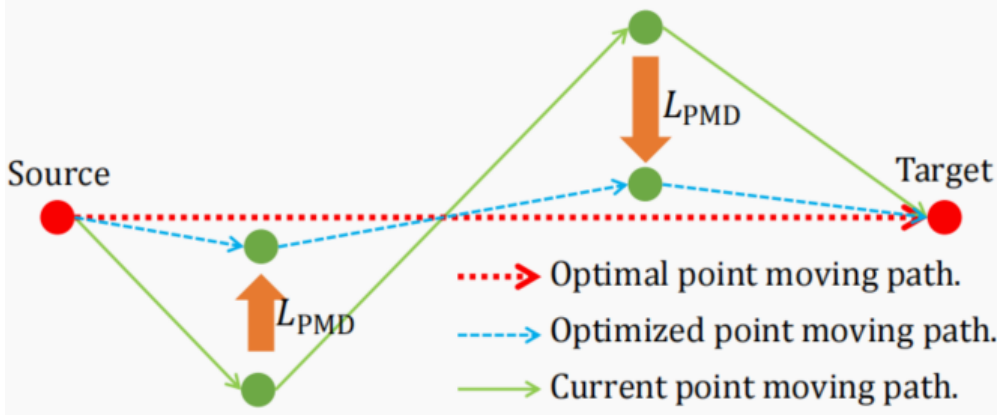 L_PMD
Source
Target
L_PMD
Optimal point moving path.
Optimized point moving path.
Current point moving path.